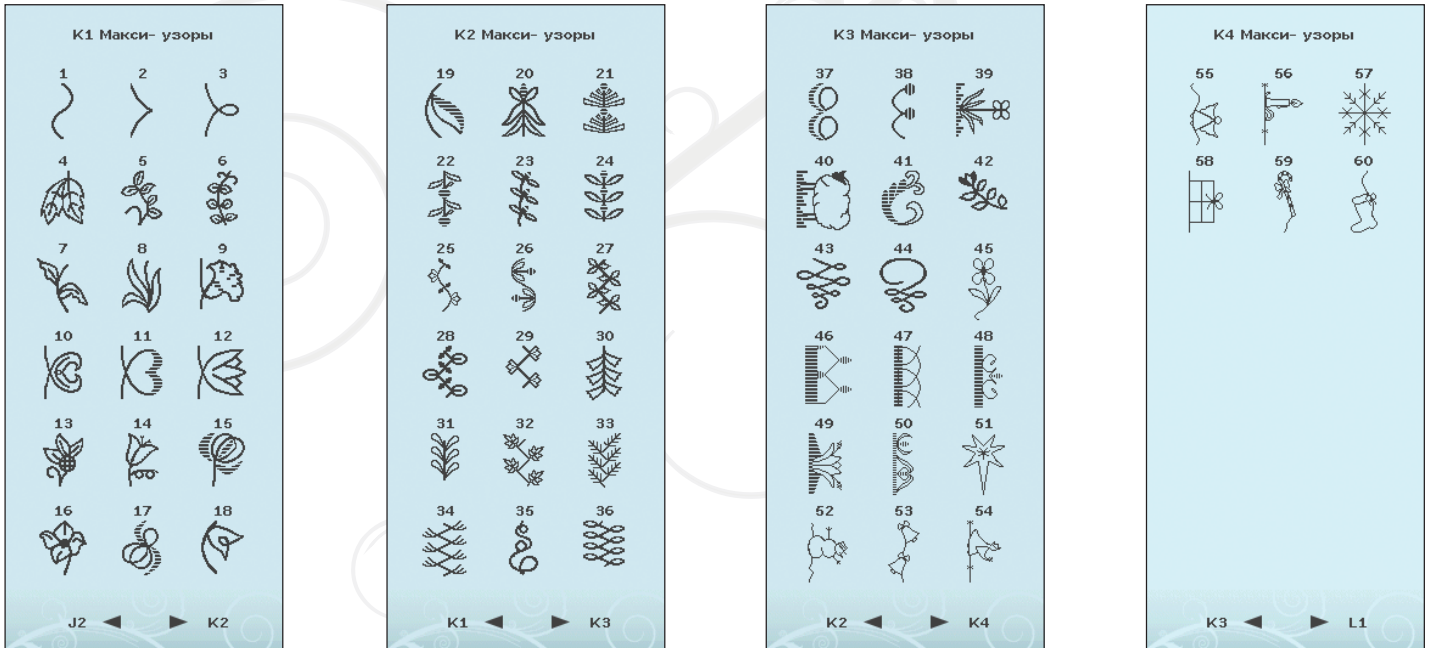 K1 Макси- узоры
1 2 3
4 5 6
7 8 9
10 11 12
13 14 15
16 17 18
J2 K2
K2 Макси- узоры
19 20 21
22 23 24
25 26 27
28 29 30
31 32 33
34 35 36
K1 K3
K3 Макси- узоры
37 38 39
40 41 42
43 44 45
46 47 48
49 50 51
52 53 54
K2 K4
K4 Макси- узоры
55 56 57
58 59 60
K3 L1